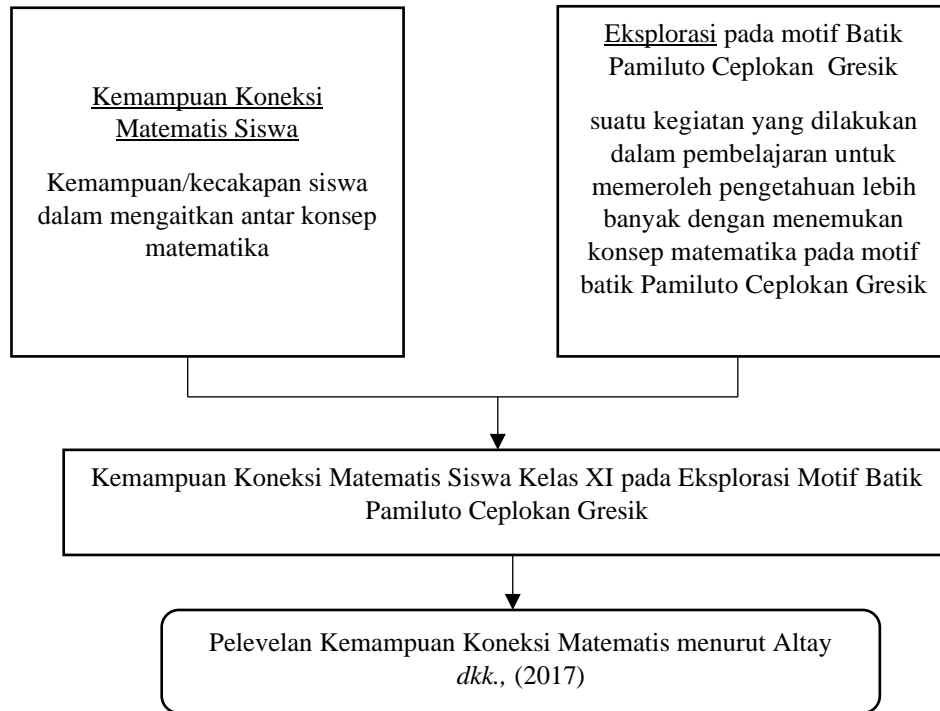 Kemampuan Koneksi
Matematis Siswa
Kemampuan/kecakapan siswa
dalam mengaitkan antar konsep
matematika
Eksplorasi pada motif Batik
Pamiluto Ceplokan Gresik
suatu kegiatan yang dilakukan
dalam pembelajaran untuk
memeroleh pengetahuan lebih
banyak dengan menemukan
konsep matematika pada motif
batik Pamiluto Ceplokan Gresik
Kemampuan Koneksi Matematis Siswa Kelas XI pada Eksplorasi Motif Batik
Pamiluto Ceplokan Gresik
Pelevelan Kemampuan Koneksi Matematis menurut Altay
dkk., (2017)